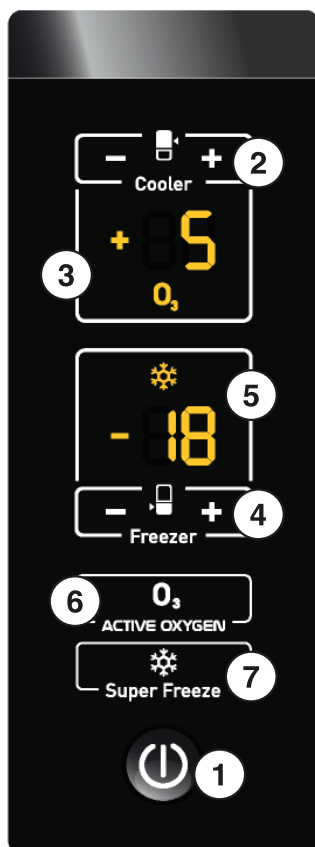 − + 2
Cooler
+ 5
3
O₃
5
− 18
− + 4
Freezer
6 O₃
ACTIVE OXYGEN
7
Super Freeze
1